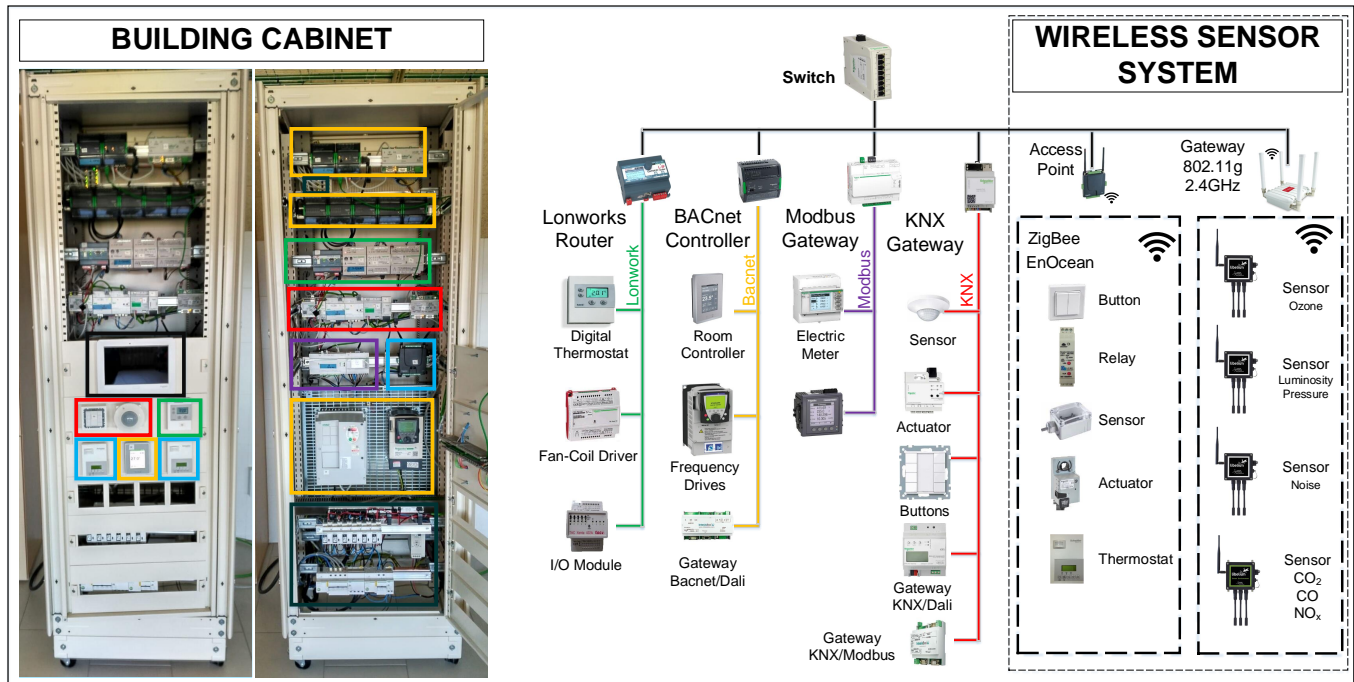 BUILDING CABINET
WIRELESS SENSOR
SYSTEM
Switch
Access
Point
Gateway
802.11g
2.4GHz
Lonworks
Router
BACnet
Controller
Modbus
Gateway
KNX
Gateway
Lonwork
Bacnet
Modbus
KNX
Digital
Thermostat
Room
Controller
Electric
Meter
Sensor
Fan-Coil Driver
Frequency
Drives
Actuator
Buttons
I/O Module
Gateway
Bacnet/Dali
Gateway
KNX/Dali
Gateway
KNX/Modbus
ZigBee
EnOcean
Button
Relay
Sensor
Actuator
Thermostat
Sensor
Ozone
Sensor
Luminosity
Pressure
Sensor
Noise
Sensor
CO₂
CO
NOₓ